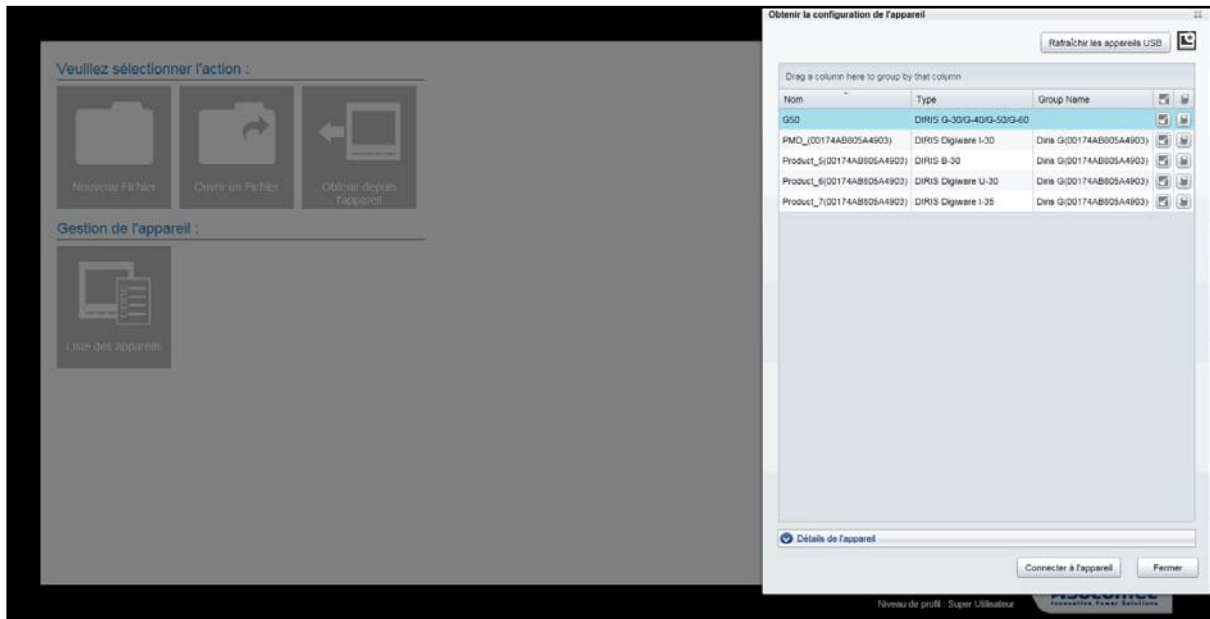 Obtenir la configuration de l'appareil
Rafraîchir les appareils USB
Veuillez sélectionner l'action :
Drag a column here to group by that column
Nom Type Group Name
G50 DIRIS G-30/G-40/G-50/G-60
PMD_(00174AB805A4903) DIRIS Digiware I-30 Diris G(00174AB805A4903)
Product_5(00174AB805A4903) DIRIS B-30 Diris G(00174AB805A4903)
Product_6(00174AB805A4903) DIRIS Digiware U-30 Diris G(00174AB805A4903)
Product_7(00174AB805A4903) DIRIS Digiware I-35 Diris G(00174AB805A4903)
Nouveau Fichier
Ouvrir un Fichier
Obtenir depuis
l'appareil
Gestion de l'appareil :
Liste des appareils
Détails de l'appareil
Connecter à l'appareil Fermer
Niveau de profil : Super Utilisateur
socomec
Innovative Power Solutions